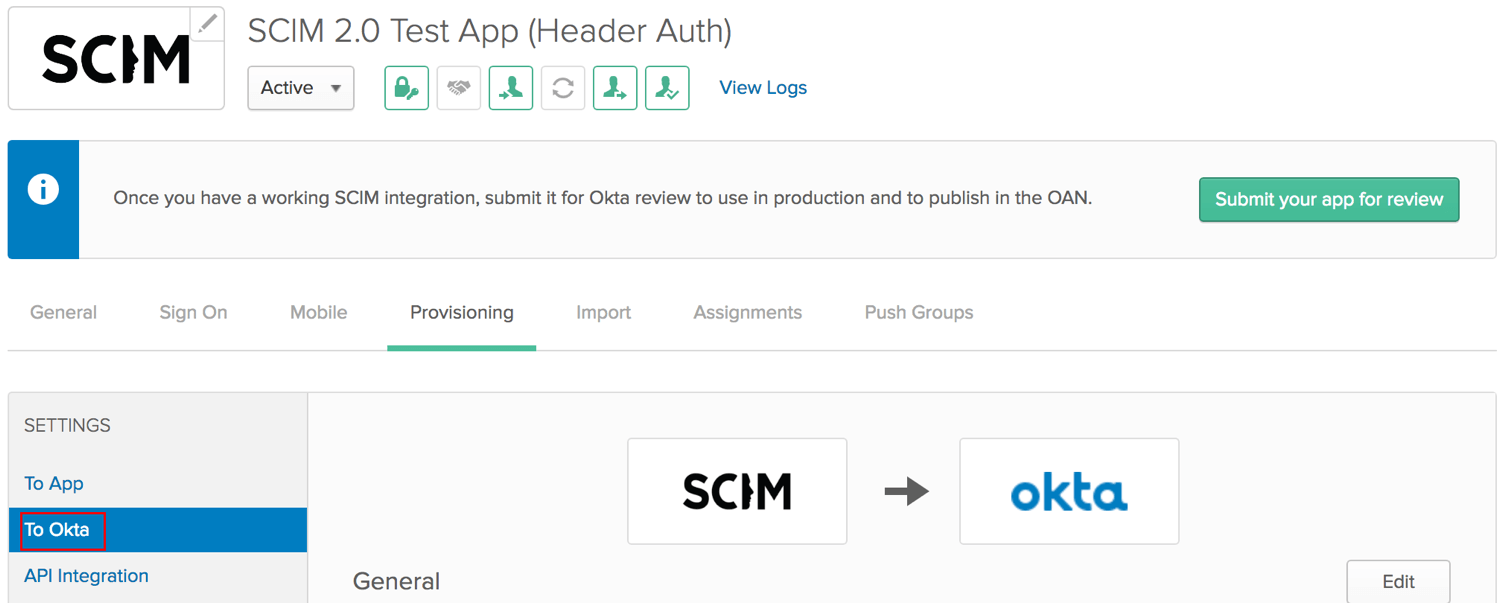 SCIM
SCIM 2.0 Test App (Header Auth)
Active
View Logs
Once you have a working SCIM integration, submit it for Okta review to use in production and to publish in the OAN.
Submit your app for review
General Sign On Mobile Provisioning Import Assignments Push Groups
SETTINGS
To App
To Okta
API Integration
SCIM okta
General
Edit